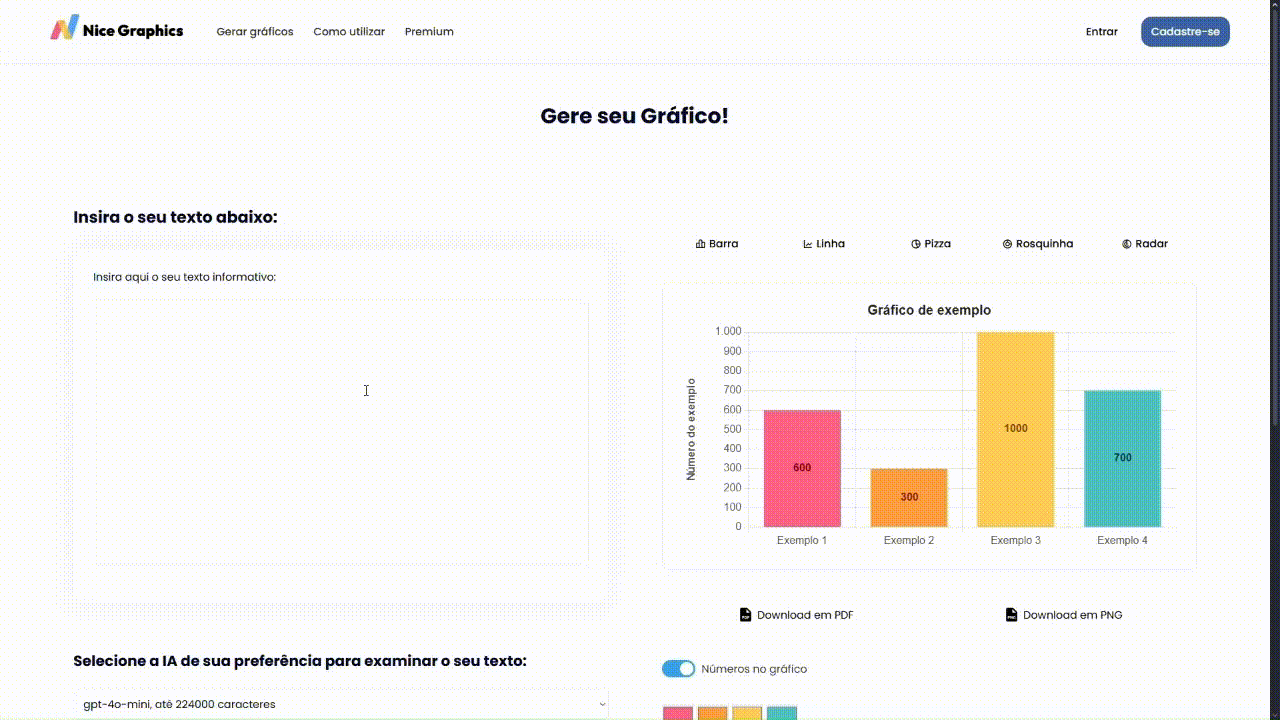 Nice Graphics
Gerar gráficos
Como utilizar
Premium
Entrar
Cadastre-se
Gere seu Gráfico!
Insira o seu texto abaixo:
Insira aqui o seu texto informativo:
Selecione a IA de sua preferência para examinar o seu texto:
gpt-4o-mini, até 224000 caracteres
Barra
Linha
Pizza
Rosquinha
Radar
Gráfico de exemplo
Número do exemplo
1.000
900
800
700
600
500
400
300
200
100
0
600
300
1000
700
Exemplo 1
Exemplo 2
Exemplo 3
Exemplo 4
PDF
Download em PDF
PNG
Download em PNG
Números no gráfico